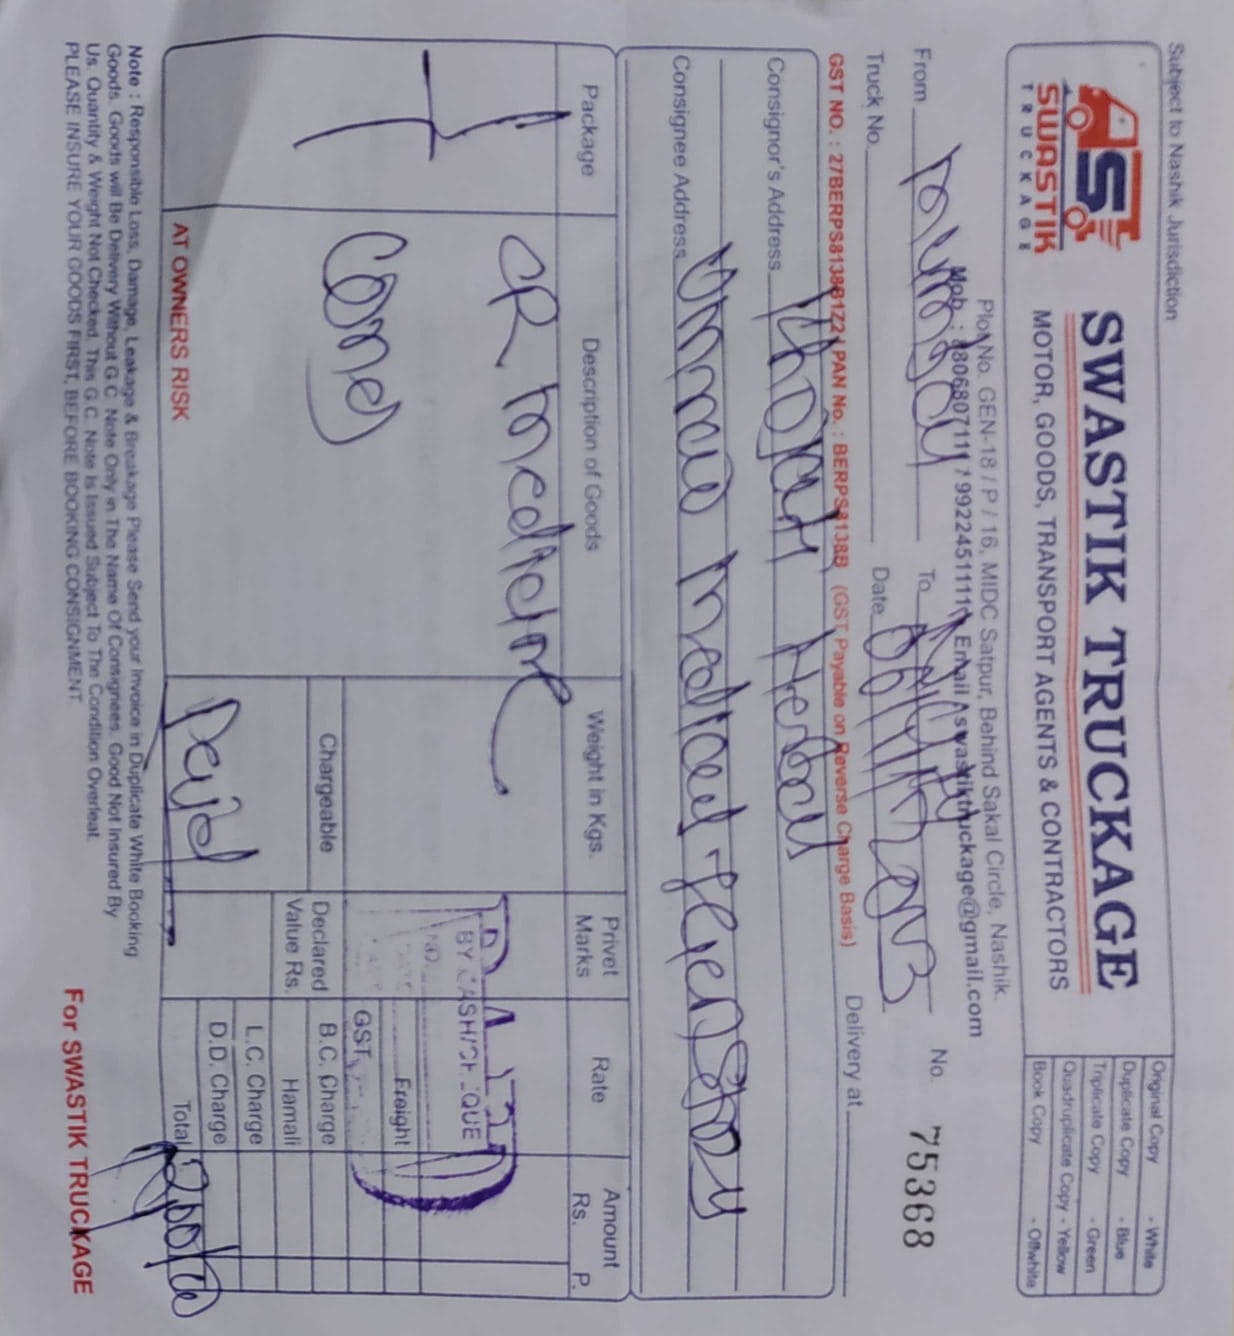 Subject to Nashik Jurisdiction
SWASTIK
TRUCKAGE
SWASTIK TRUCKAGE
MOTOR, GOODS, TRANSPORT AGENTS & CONTRACTORS
Plot No. GEN-18 / P / 16, MIDC Satpur, Behind Sakal Circle, Nashik.
Mob. : 8806807111 / 9922451111, Email : swastiktruckage@gmail.com
Original Copy - White
Duplicate Copy - Blue
Triplicate Copy - Green
Quadruplicate Copy - Yellow
Book Copy - Offwhite
From To No. 75368
Truck No. Date Delivery at
GST NO. : 27BERPS8138B1Z2 ( PAN No. : BERPS8138B) (GST Payable on Reverse Charge Basis)
Consignor's Address Herbal
Consignee Address medical
Package Description of Goods Weight in Kgs. Privet Marks Rate Amount
Rs. P.
CR. medicine
PAID
BY CASH/CHEQUE
NO.
Freight
GST
Chargeable Declared Value Rs. B.C. Charge
Hamali
L.C. Charge
D.D. Charge
Total
Paid
AT OWNERS RISK
Note : Responsible Loss, Damage, Leakage & Breakage Please Send your Invoice in Duplicate White Booking
Goods. Goods will Be Delivery Without G.C. Note Only in The Name Of Consignees. Good Not Insured By
Us. Quantity & Weight Not Checked. This G.C. Note Is Issued Subject To The Condition Overleat.
PLEASE INSURE YOUR GOODS FIRST, BEFORE BOOKING CONSIGNMENT.
For SWASTIK TRUCKAGE